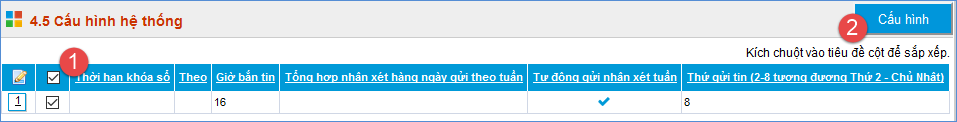 4.5 Cấu hình hệ thống
Cấu hình
2
Kích chuột vào tiêu đề cột để sắp xếp.
1
Thời hạn khóa sổ Theo Giờ bắn tin Tổng hợp nhận xét hàng ngày gửi theo tuần Tự động gửi nhận xét tuần Thứ gửi tin (2-8 tương đương Thứ 2 - Chủ Nhật)
1 16 8